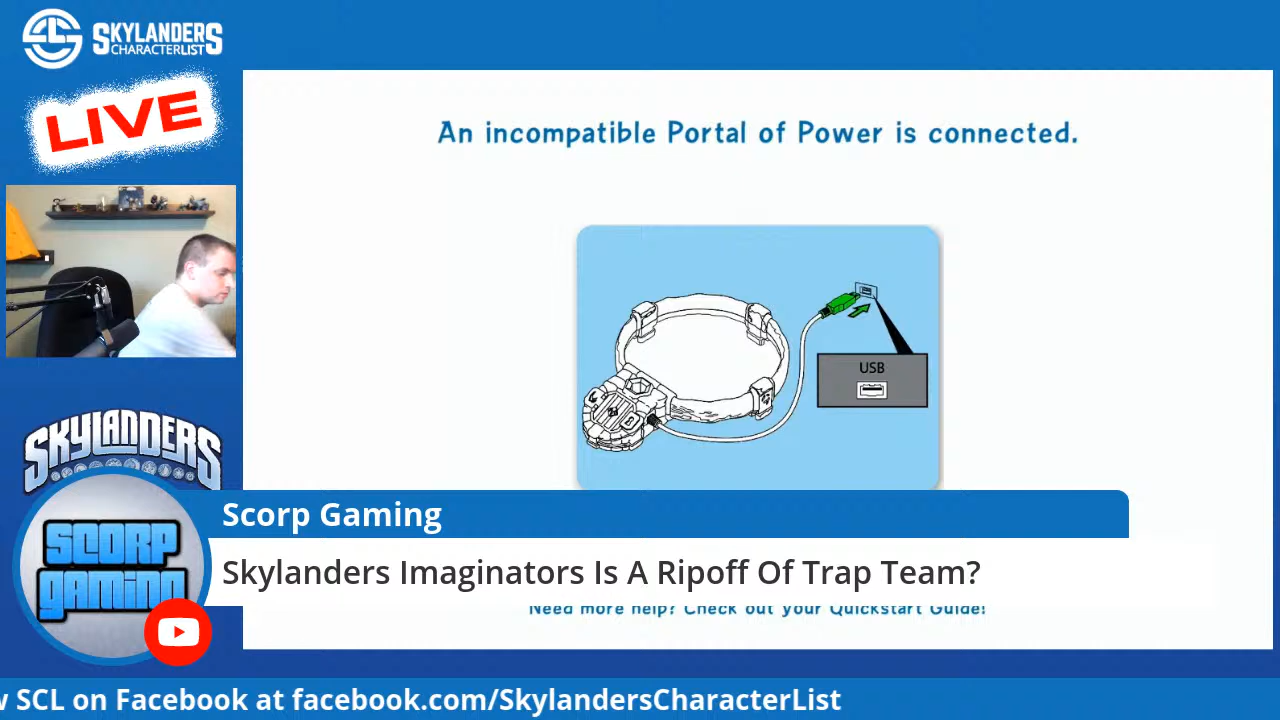 SKYLANDERS
CHARACTERLIST
LIVE
An incompatible Portal of Power is connected.
USB
SKYLANDERS
SCORP
GAMING
Scorp Gaming
Skylanders Imaginators Is A Ripoff Of Trap Team?
Need more help? Check out your Quickstart Guide!
SCL on Facebook at facebook.com/SkylandersCharacterList